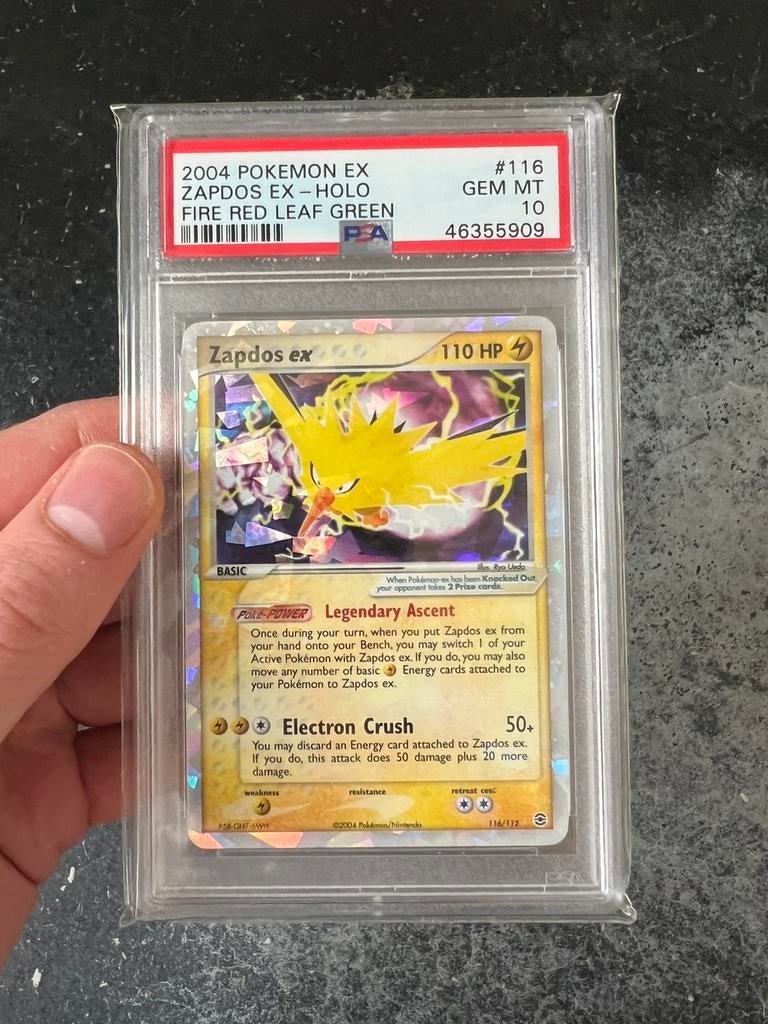 2004 POKEMON EX #116
ZAPDOS EX - HOLO GEM MT
FIRE RED LEAF GREEN 10
46355909
PSA
Zapdos ex 110 HP
BASIC
Illus. Ryo Ueda
When Pokémon-ex has been Knocked Out,
your opponent takes 2 Prize cards.
Poké-POWER Legendary Ascent
Once during your turn, when you put Zapdos ex from
your hand onto your Bench, you may switch 1 of your
Active Pokémon with Zapdos ex. If you do, you may also
move any number of basic Energy cards attached to
your Pokémon to Zapdos ex.
Electron Crush 50+
You may discard an Energy card attached to Zapdos ex.
If you do, this attack does 50 damage plus 20 more
damage.
weakness resistance retreat cost
©2004 Pokémon/Nintendo 116/112